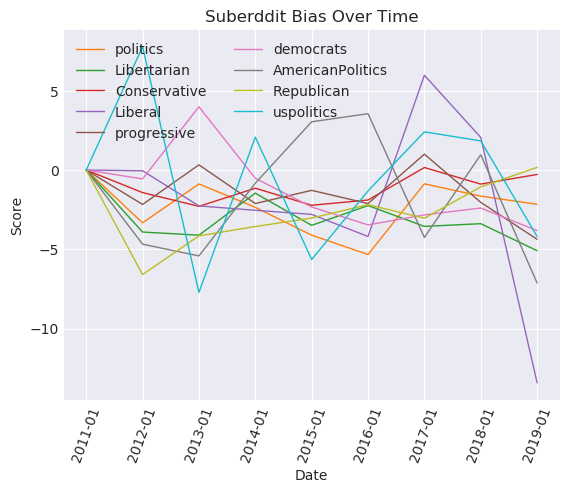 Suberddit Bias Over Time
politics
Libertarian
Conservative
Liberal
progressive
democrats
AmericanPolitics
Republican
uspolitics
Score
5
0
−5
−10
2011-01
2012-01
2013-01
2014-01
2015-01
2016-01
2017-01
2018-01
2019-01
Date